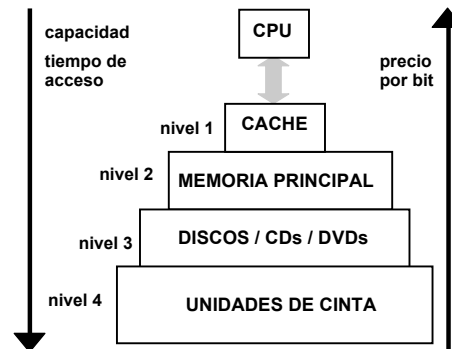 capacidad
tiempo de
acceso
CPU
precio
por bit
nivel 1
CACHE
nivel 2
MEMORIA PRINCIPAL
nivel 3
DISCOS / CDs / DVDs
nivel 4
UNIDADES DE CINTA